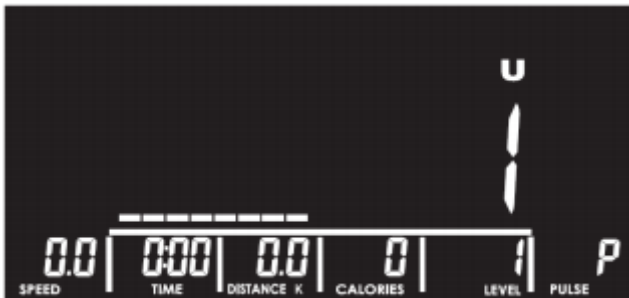 U
1
0.0 0:00 0.0 0 1 P
SPEED TIME DISTANCE K CALORIES LEVEL PULSE